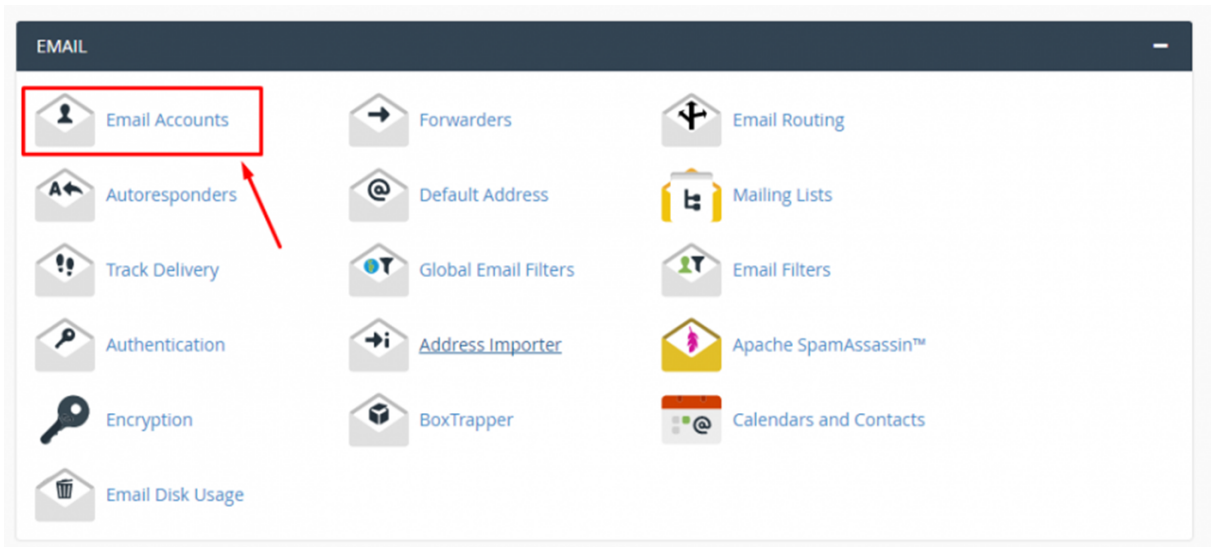 EMAIL
Email Accounts
Forwarders
Email Routing
Autoresponders
Default Address
Mailing Lists
Track Delivery
Global Email Filters
Email Filters
Authentication
Address Importer
Apache SpamAssassin™
Encryption
BoxTrapper
Calendars and Contacts
Email Disk Usage